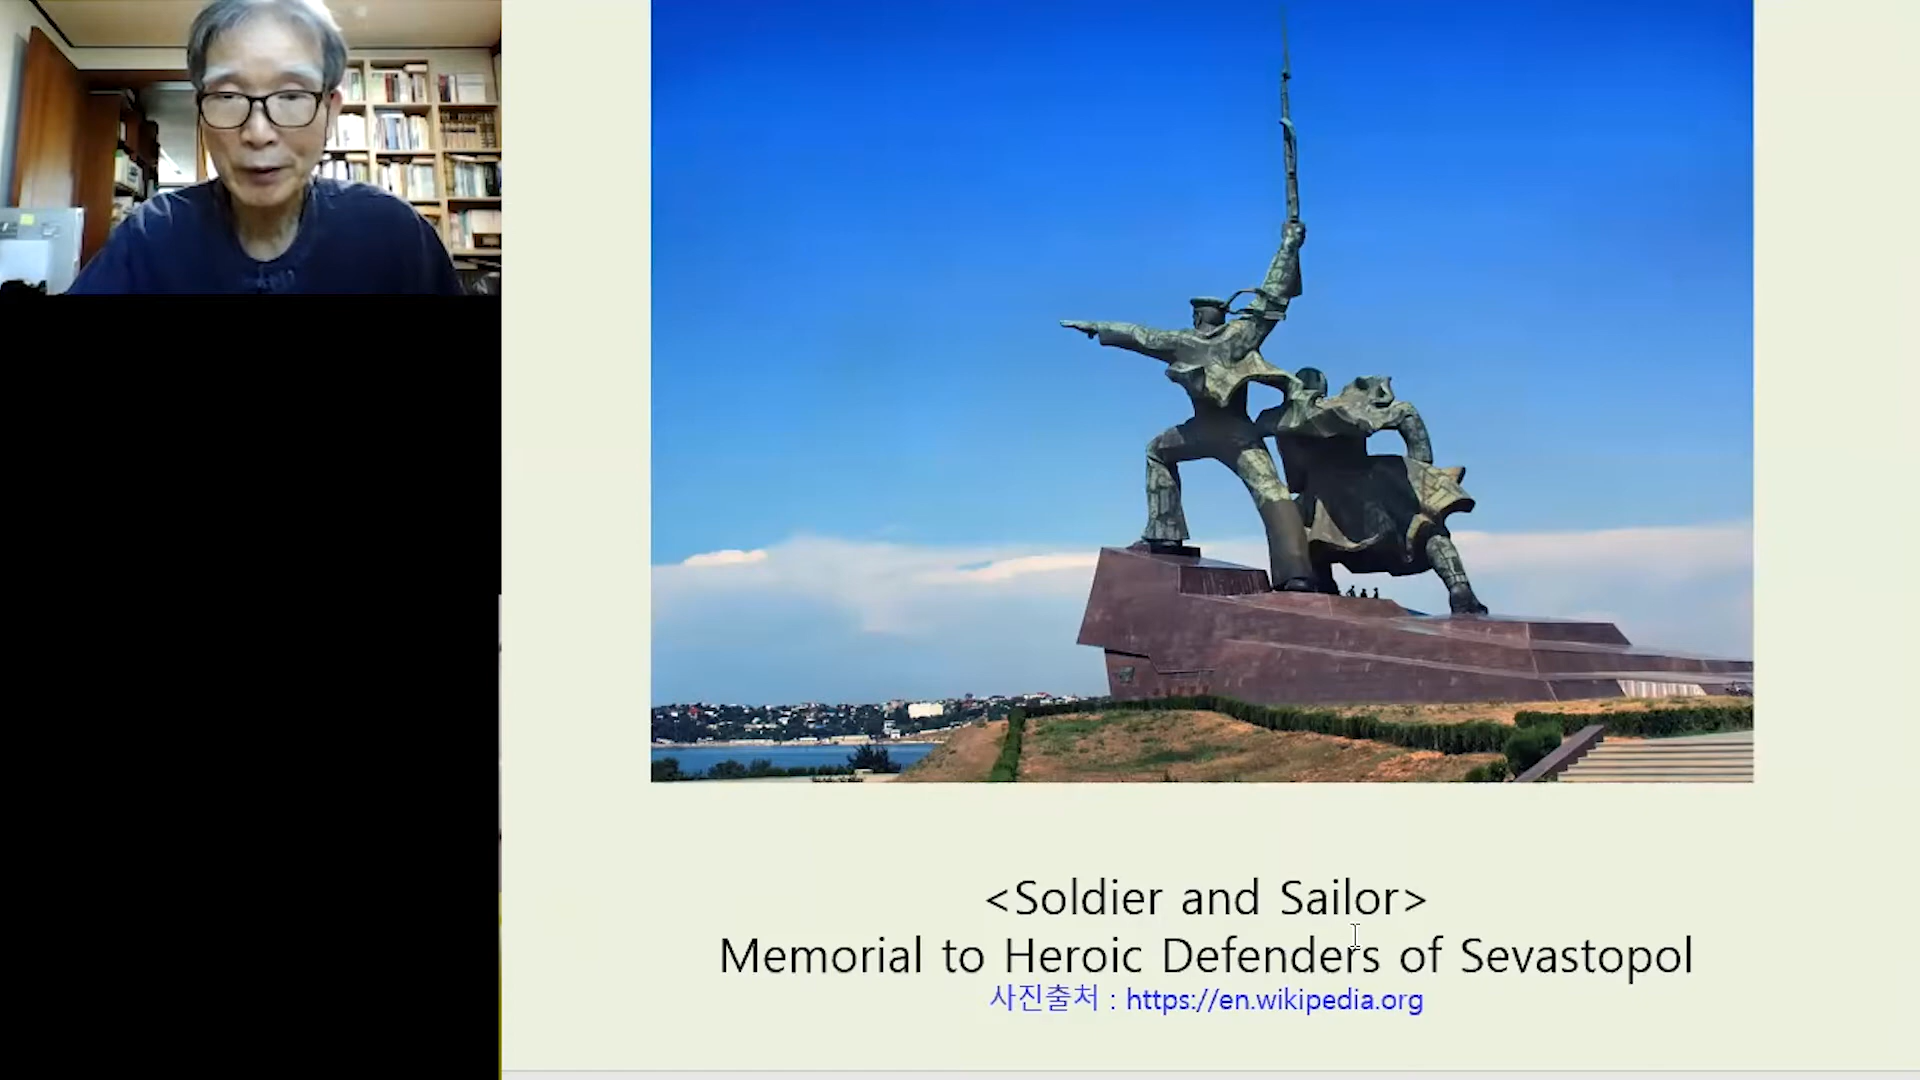 <Soldier and Sailor>
Memorial to Heroic Defenders of Sevastopol
사진출처 : https://en.wikipedia.org